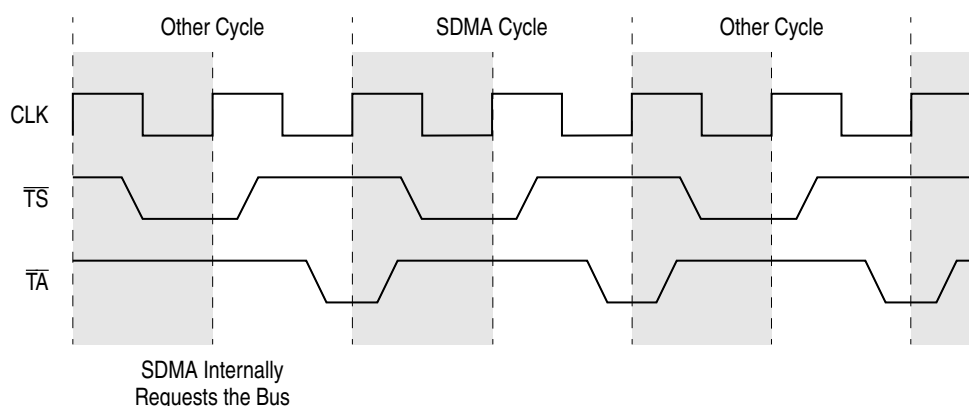 Other Cycle SDMA Cycle Other Cycle
CLK
TS
TA
SDMA Internally
Requests the Bus